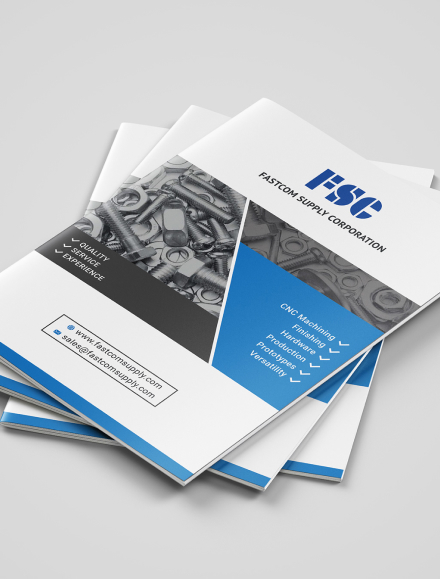 FSC
FASTCOM SUPPLY CORPORATION
QUALITY
SERVICE
EXPERIENCE
CNC Machining
Finishing
Hardware
Production
Prototypes
Versatility
www.fastcomsupply.com
sales@fastcomsupply.com